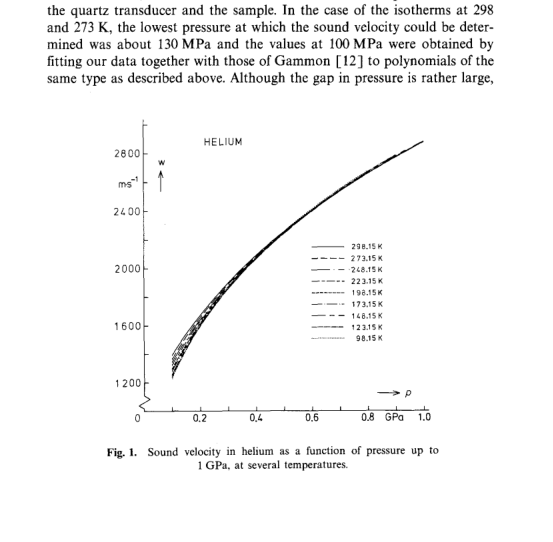 the quartz transducer and the sample. In the case of the isotherms at 298
and 273 K, the lowest pressure at which the sound velocity could be deter-
mined was about 130 MPa and the values at 100 MPa were obtained by
fitting our data together with those of Gammon [12] to polynomials of the
same type as described above. Although the gap in pressure is rather large,
HELIUM
2800
w
ms⁻¹
2400
2000
1600
1200
298.15 K
273.15 K
248.15 K
223.15 K
198.15 K
173.15 K
148.15 K
123.15 K
98.15 K
p
0 0.2 0.4 0.6 0.8 GPa 1.0
Fig. 1. Sound velocity in helium as a function of pressure up to
1 GPa, at several temperatures.